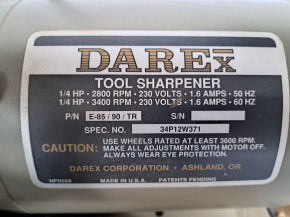 DAREX
TOOL SHARPENER
1/4 HP · 2800 RPM · 230 VOLTS · 1.6 AMPS · 50 HZ
1/4 HP · 3400 RPM · 230 VOLTS · 1.6 AMPS · 60 HZ
P/N E-85 / 90 / TR S/N
SPEC. NO. 34P12W371
USE WHEELS RATED AT LEAST 3600 RPM.
CAUTION: MAKE ALL ADJUSTMENTS WITH MOTOR OFF.
ALWAYS WEAR EYE PROTECTION.
DAREX CORPORATION · ASHLAND, OR.
MADE IN U.S.A. PATENTS PENDING